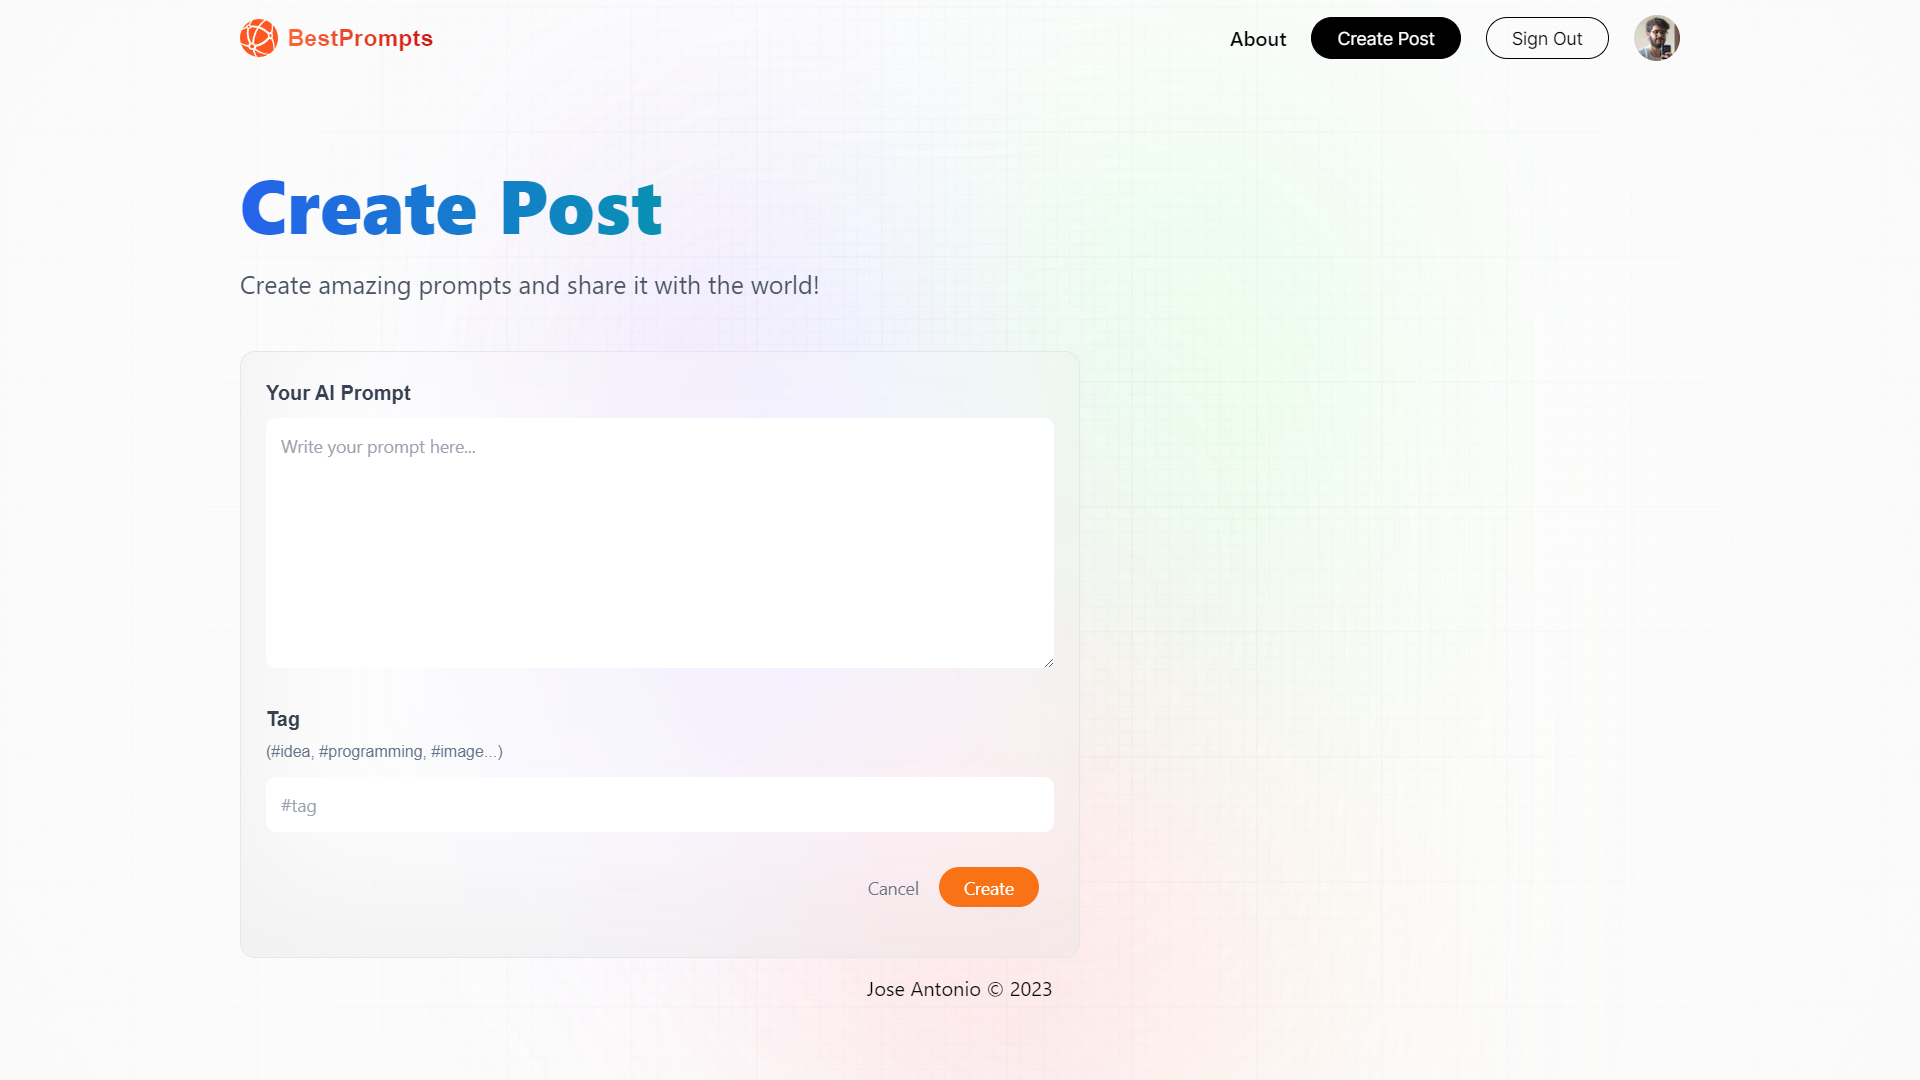 BestPrompts
About
Create Post
Sign Out
Create Post
Create amazing prompts and share it with the world!
Your AI Prompt
Write your prompt here...
Tag
(#idea, #programming, #image...)
#tag
Cancel
Create
Jose Antonio © 2023